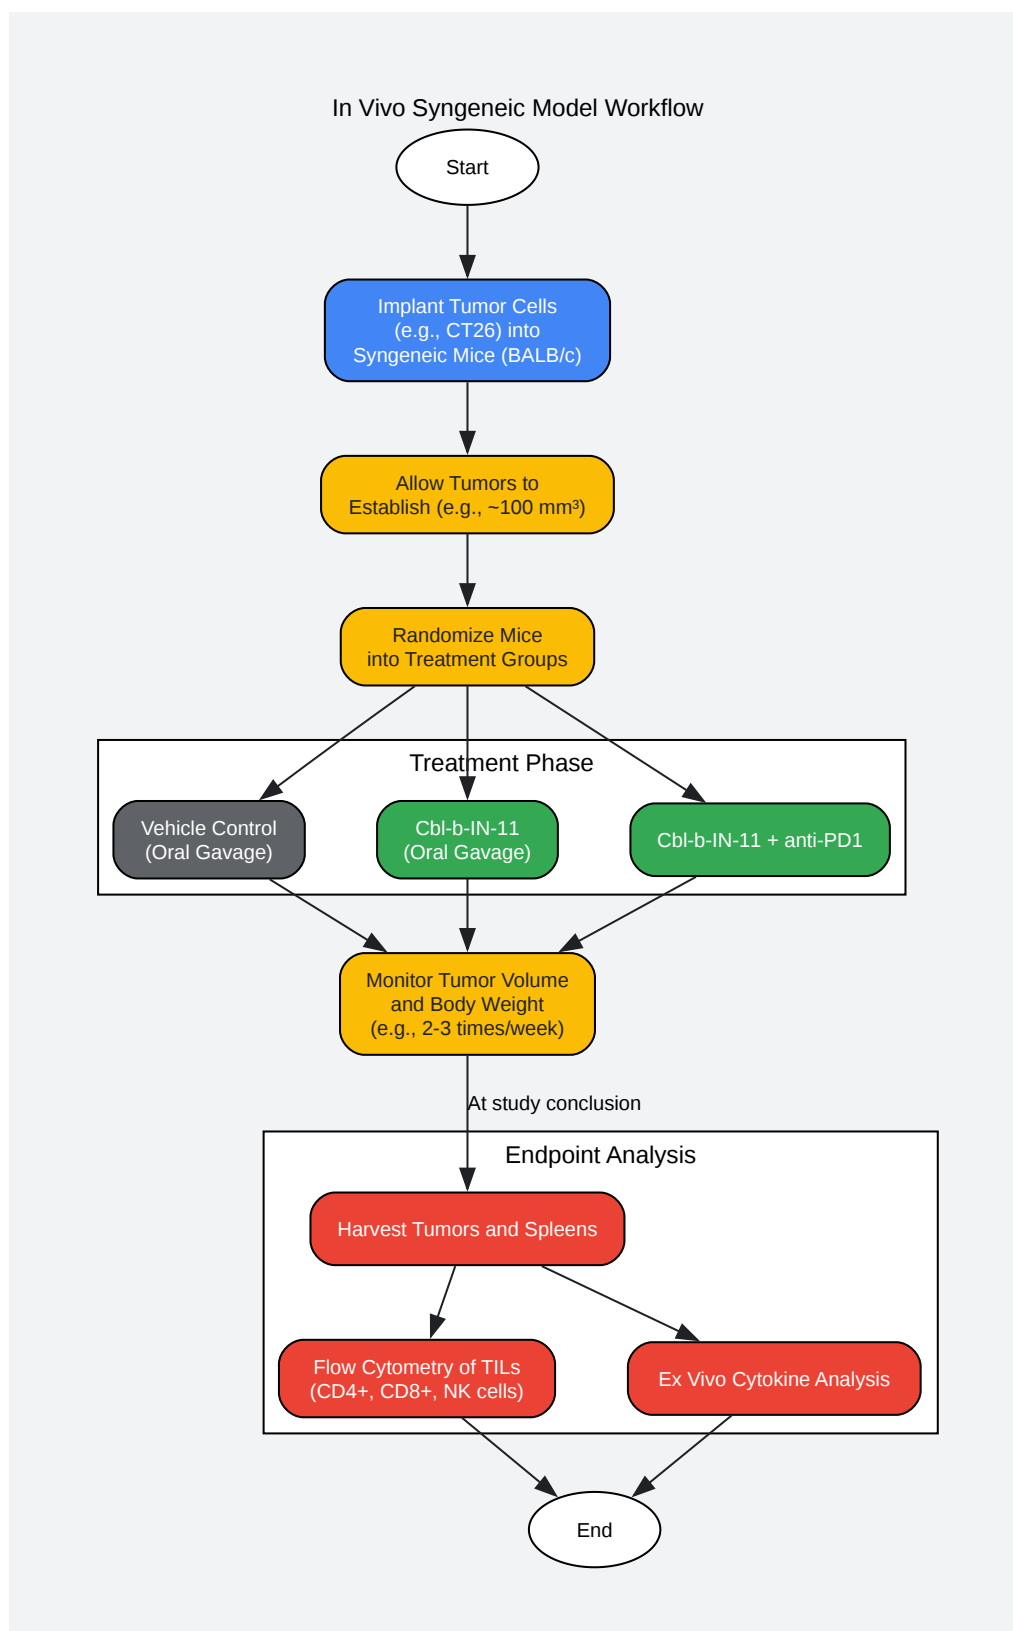 In Vivo Syngeneic Model Workflow
Start
Implant Tumor Cells
(e.g., CT26) into
Syngeneic Mice (BALB/c)
Allow Tumors to
Establish (e.g., ~100 mm³)
Randomize Mice
into Treatment Groups
Treatment Phase
Vehicle Control
(Oral Gavage)
Cbl-b-IN-11
(Oral Gavage)
Cbl-b-IN-11 + anti-PD1
Monitor Tumor Volume
and Body Weight
(e.g., 2-3 times/week)
At study conclusion
Endpoint Analysis
Harvest Tumors and Spleens
Flow Cytometry of TILs
(CD4+, CD8+, NK cells)
Ex Vivo Cytokine Analysis
End